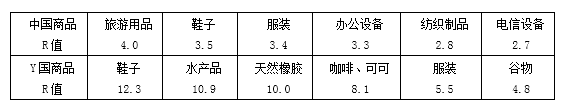 中国商品 旅游用品 鞋子 服装 办公设备 纺织制品 电信设备
R值 4.0 3.5 3.4 3.3 2.8 2.7
Y国商品 鞋子 水产品 天然橡胶 咖啡、可可 服装 谷物
R值 12.3 10.9 10.0 8.1 5.5 4.8